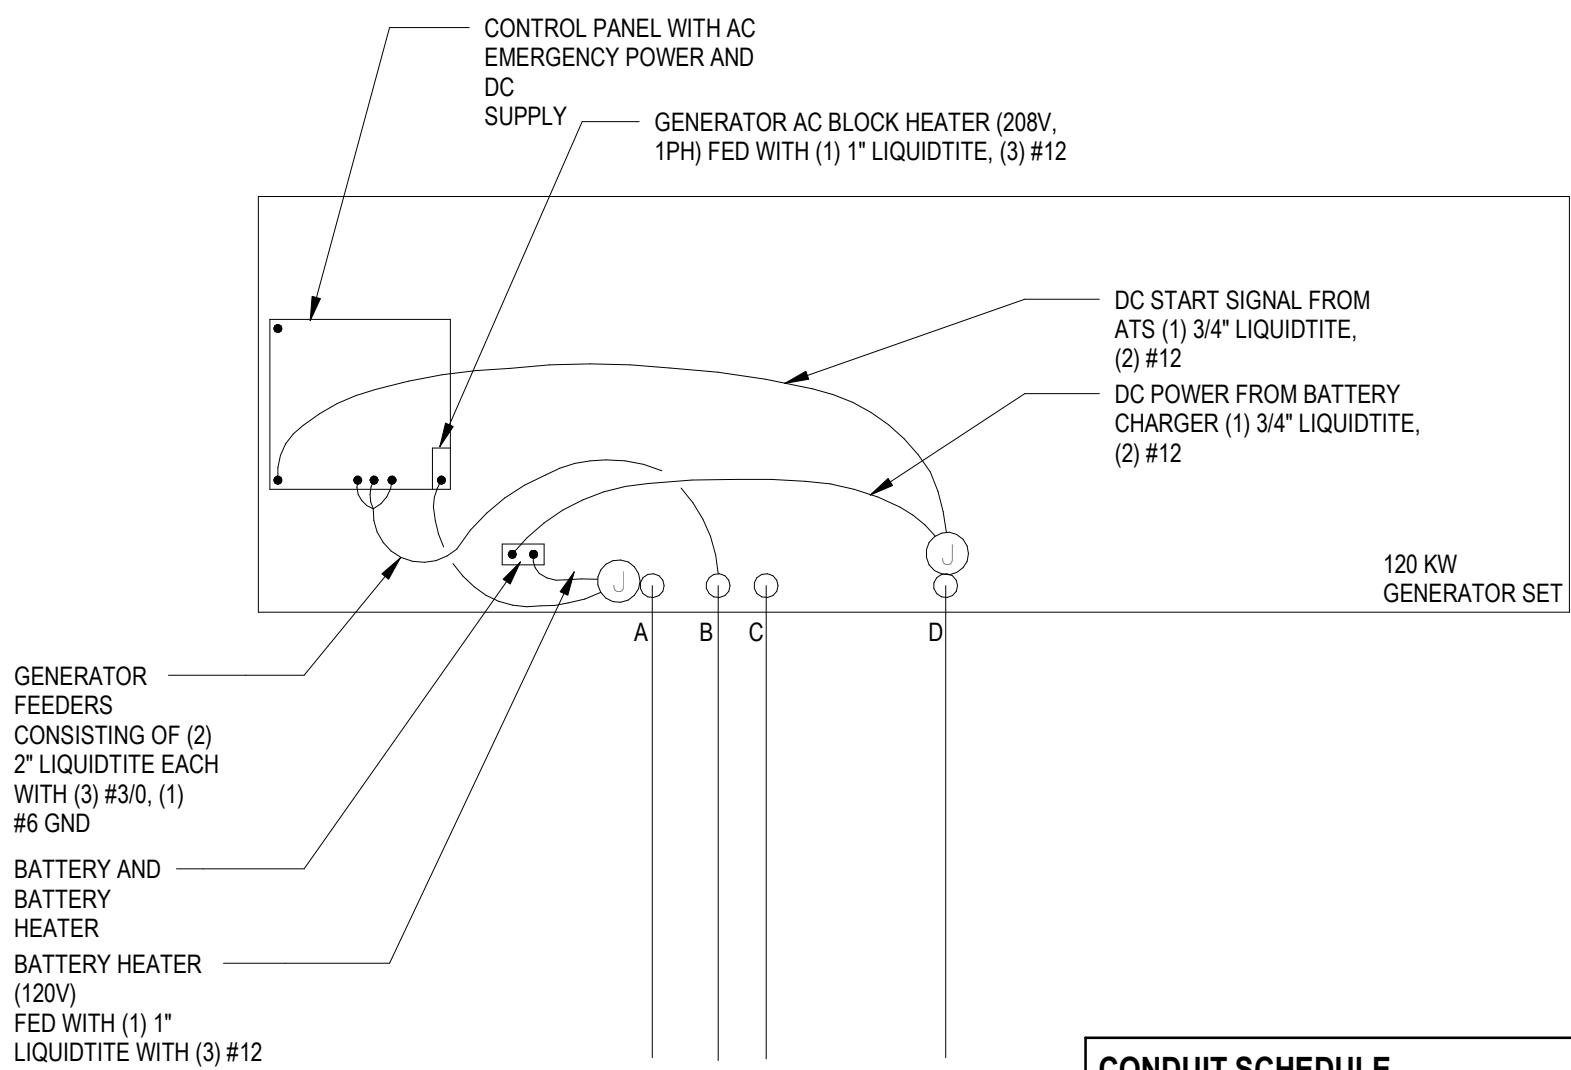 CONTROL PANEL WITH AC
EMERGENCY POWER AND
DC
SUPPLY
GENERATOR AC BLOCK HEATER (208V,
1PH) FED WITH (1) 1" LIQUIDTITE, (3) #12
DC START SIGNAL FROM
ATS (1) 3/4" LIQUIDTITE,
(2) #12
DC POWER FROM BATTERY
CHARGER (1) 3/4" LIQUIDTITE,
(2) #12
J
J
120 KW
GENERATOR SET
A
B
C
D
GENERATOR
FEEDERS
CONSISTING OF (2)
2" LIQUIDTITE EACH
WITH (3) #3/0, (1)
#6 GND
BATTERY AND
BATTERY
HEATER
BATTERY HEATER
(120V)
FED WITH (1) 1"
LIQUIDTITE WITH (3) #12
CONDUIT SCHEDULE